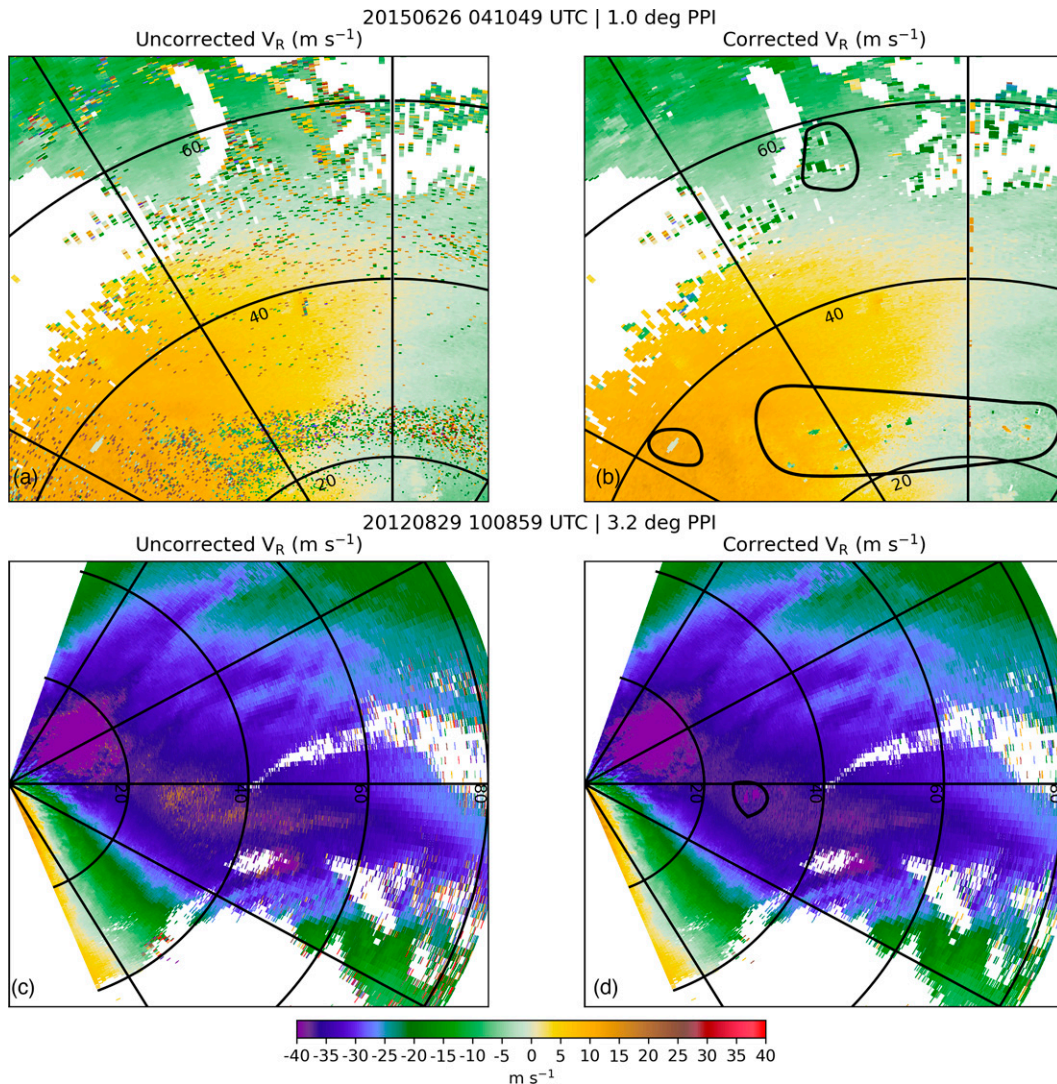 20150626 041049 UTC | 1.0 deg PPI
Uncorrected V_R (m s⁻¹)
Corrected V_R (m s⁻¹)
60
40
20
(a)
60
40
20
(b)
20120829 100859 UTC | 3.2 deg PPI
Uncorrected V_R (m s⁻¹)
Corrected V_R (m s⁻¹)
20
40
60
80
(c)
20
40
60
80
(d)
-40 -35 -30 -25 -20 -15 -10 -5 0 5 10 15 20 25 30 35 40
m s⁻¹